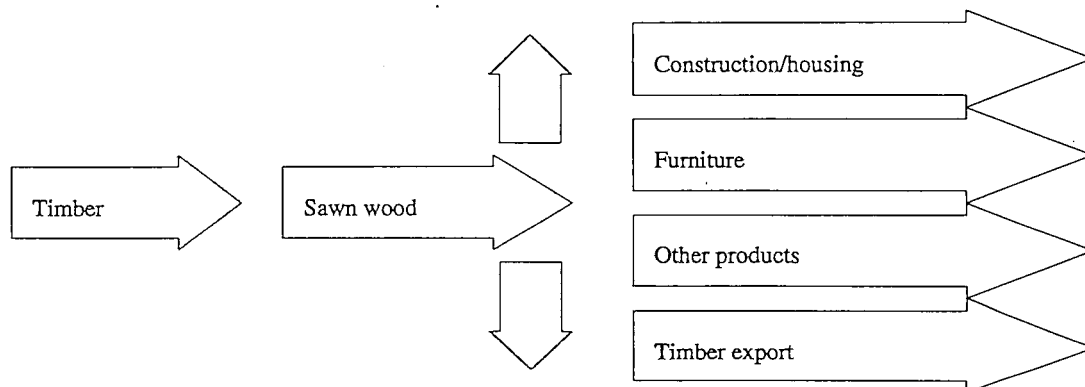 Timber
Sawn wood
Construction/housing
Furniture
Other products
Timber export